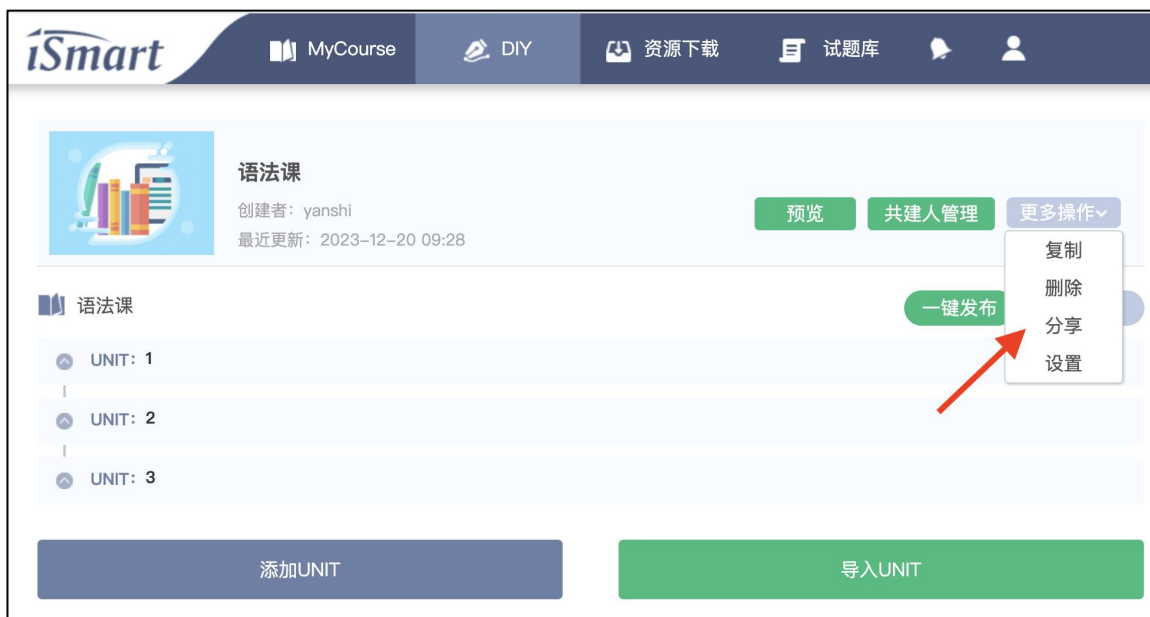 iSmart
MyCourse
DIY
资源下载
试题库
语法课
创建者：yanshi
最近更新：2023-12-20 09:28
预览
共建人管理
更多操作
复制
删除
分享
设置
语法课
一键发布
UNIT：1
UNIT：2
UNIT：3
添加UNIT
导入UNIT